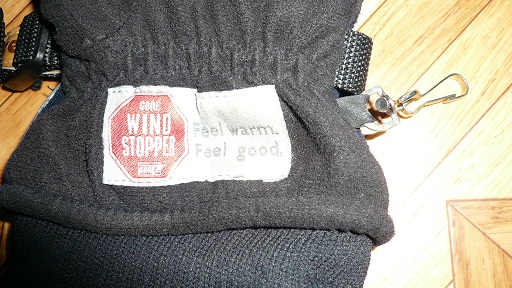 GORE
WIND
STOPPER
Feel warm.
Feel good.